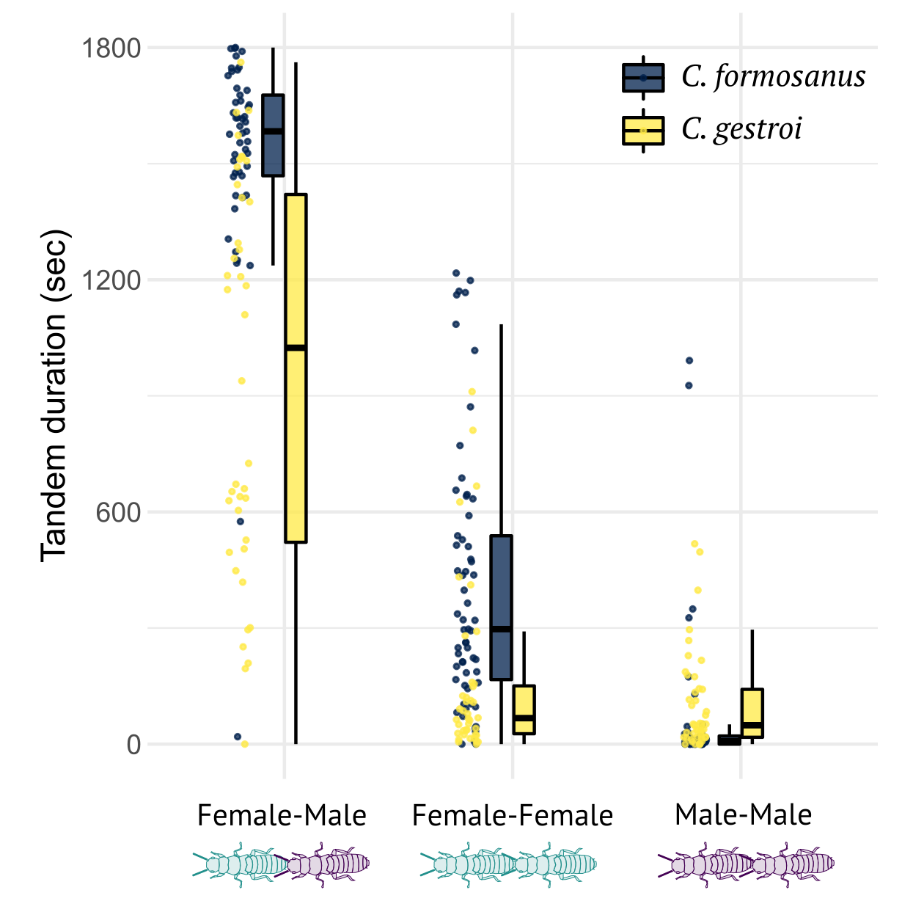 1800
1200
600
0
Tandem duration (sec)
C. formosanus
C. gestroi
Female-Male
Female-Female
Male-Male